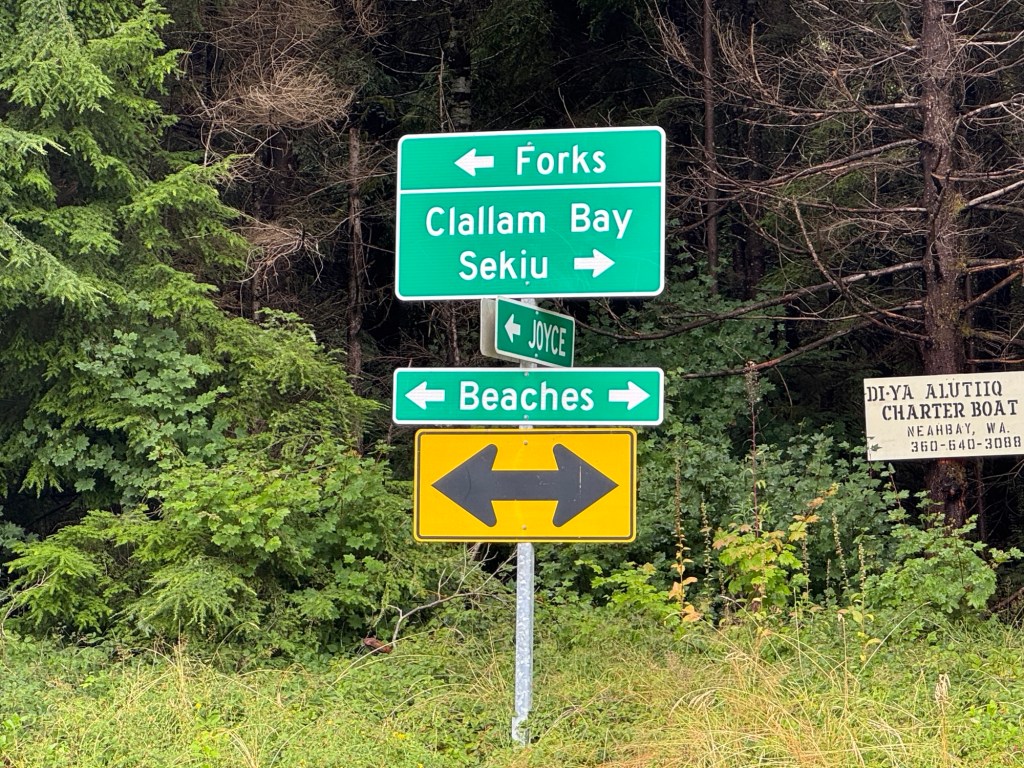 ← Forks
Clallam Bay
Sekiu →
← JOYCE
← Beaches →
DI-YA ALUTIIQ
CHARTER BOAT
NEAHBAY, WA.
360-640-3088